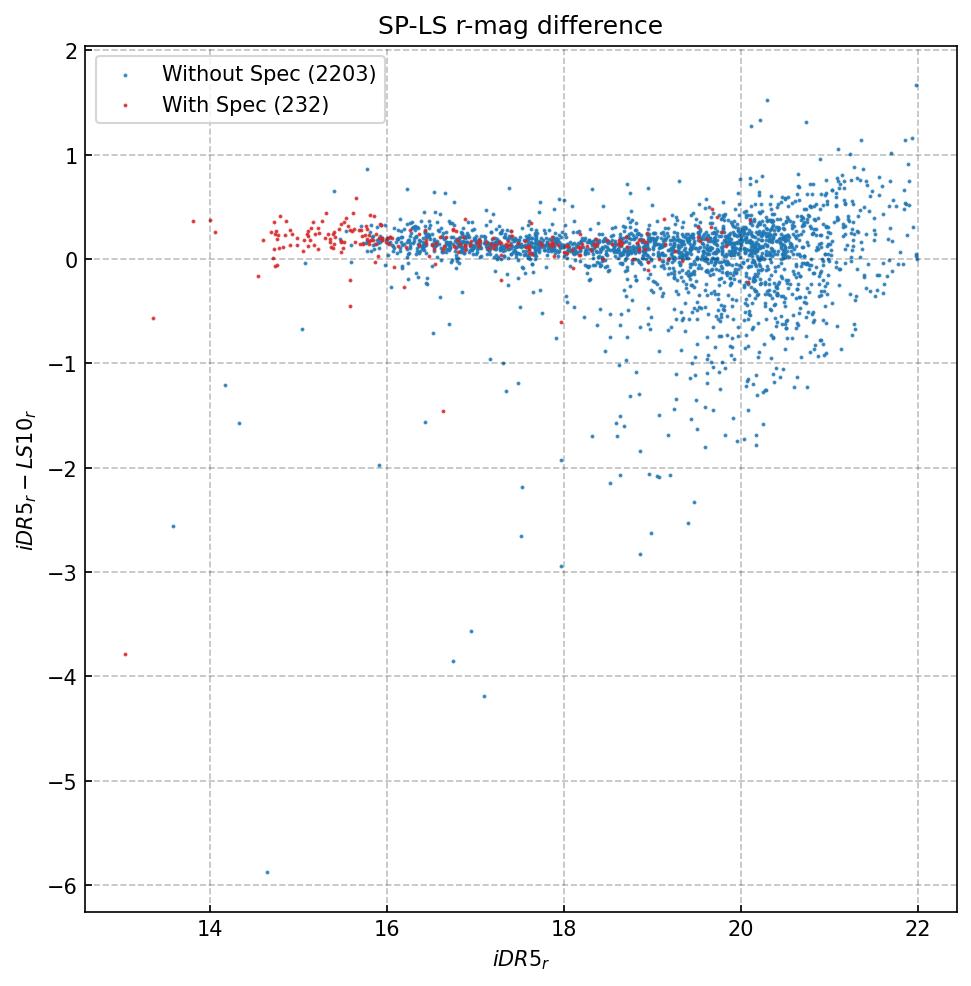 SP-LS r-mag difference
2
Without Spec (2203)
With Spec (232)
1
0
−1
−2
−3
−4
−5
−6
iDR5r − LS10r
14 16 18 20 22
iDR5r